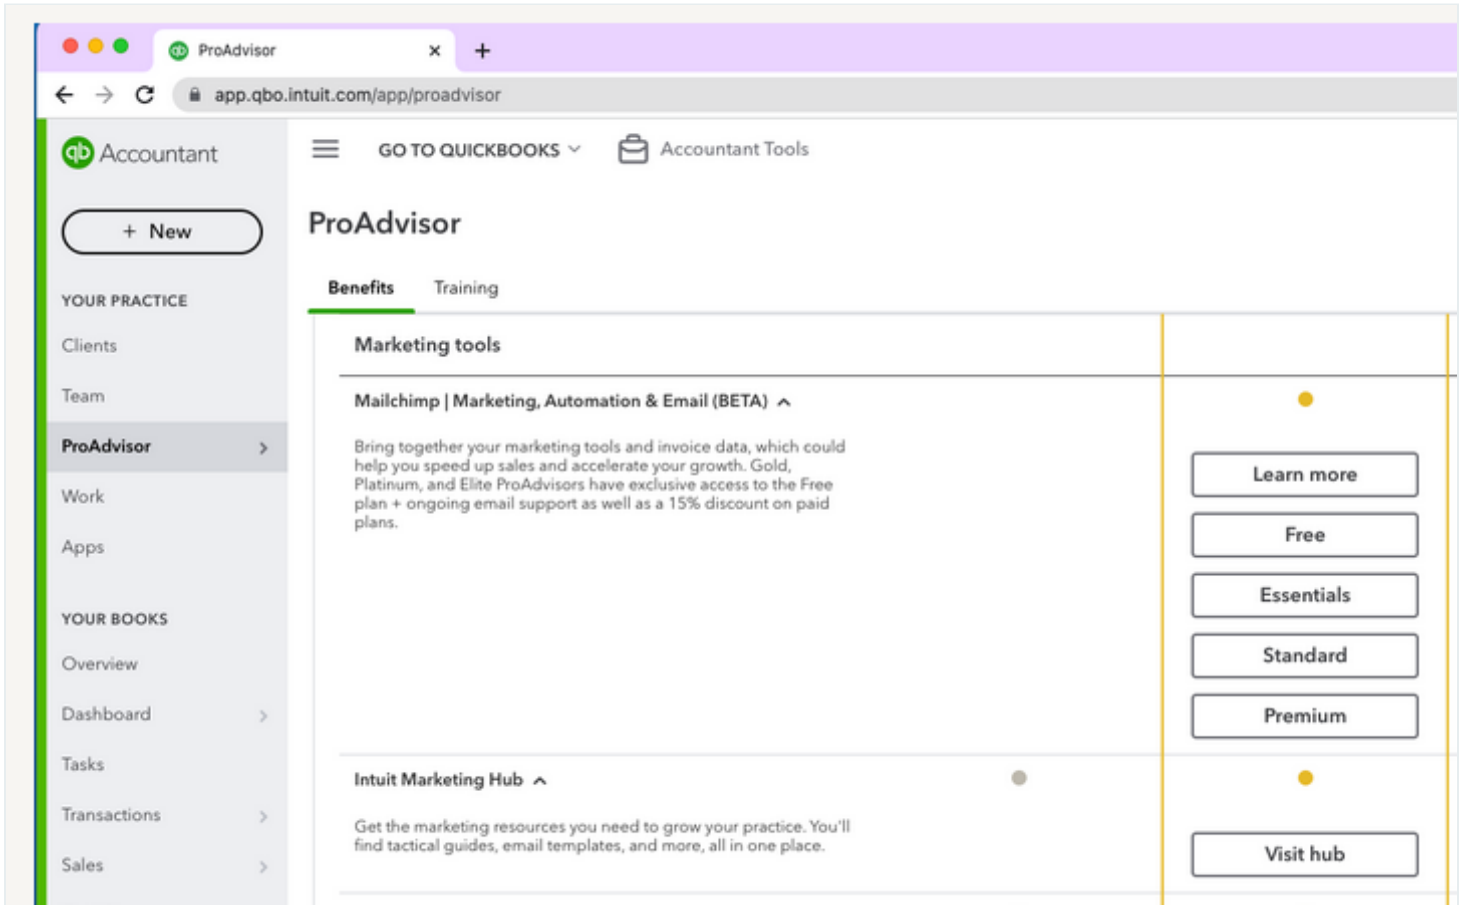 ProAdvisor
app.qbo.intuit.com/app/proadvisor
qb Accountant
GO TO QUICKBOOKS
Accountant Tools
+ New
ProAdvisor
Benefits
Training
YOUR PRACTICE
Clients
Team
ProAdvisor
Work
Apps
YOUR BOOKS
Overview
Dashboard
Tasks
Transactions
Sales
Marketing tools
Mailchimp | Marketing, Automation & Email (BETA)
Bring together your marketing tools and invoice data, which could
help you speed up sales and accelerate your growth. Gold,
Platinum, and Elite ProAdvisors have exclusive access to the Free
plan + ongoing email support as well as a 15% discount on paid
plans.
Learn more
Free
Essentials
Standard
Premium
Intuit Marketing Hub
Get the marketing resources you need to grow your practice. You'll
find tactical guides, email templates, and more, all in one place.
Visit hub